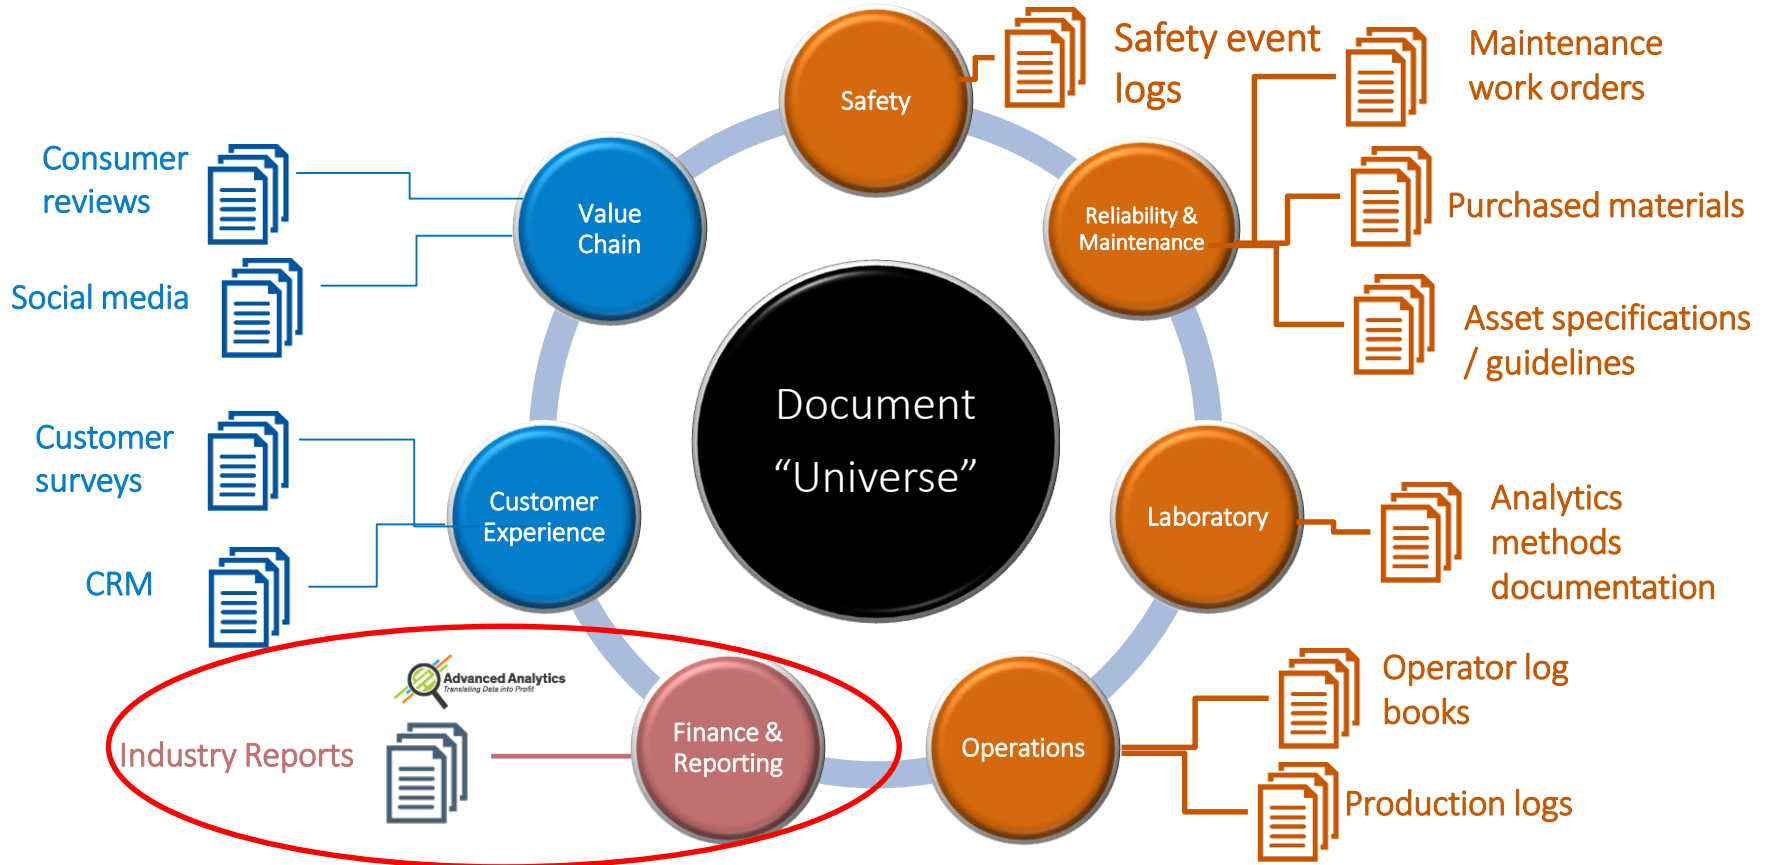 Safety
Safety event
logs
Maintenance
work orders
Consumer
reviews
Value
Chain
Reliability &
Maintenance
Purchased materials
Social media
Asset specifications
/ guidelines
Document
“Universe”
Customer
surveys
Customer
Experience
Laboratory
Analytics
methods
documentation
CRM
Advanced Analytics
Translating Data into Profit
Industry Reports
Finance &
Reporting
Operations
Operator log
books
Production logs